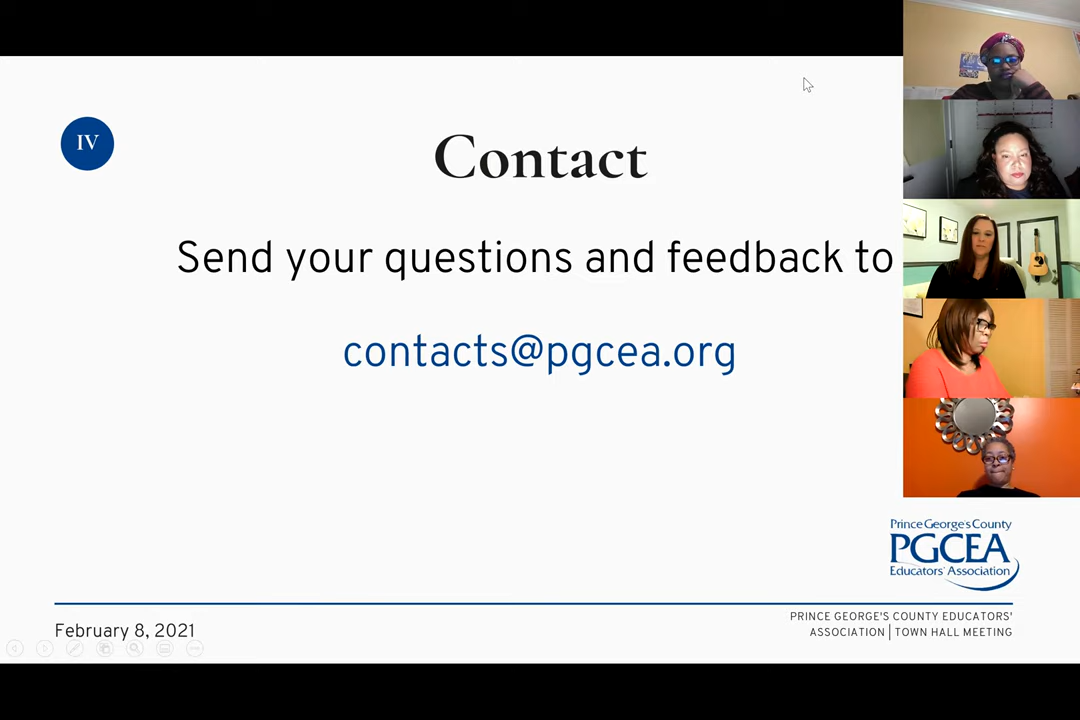 IV
Contact
Send your questions and feedback to
contacts@pgcea.org
Prince George's County
PGCEA
Educators' Association
February 8, 2021
PRINCE GEORGE'S COUNTY EDUCATORS'
ASSOCIATION | TOWN HALL MEETING